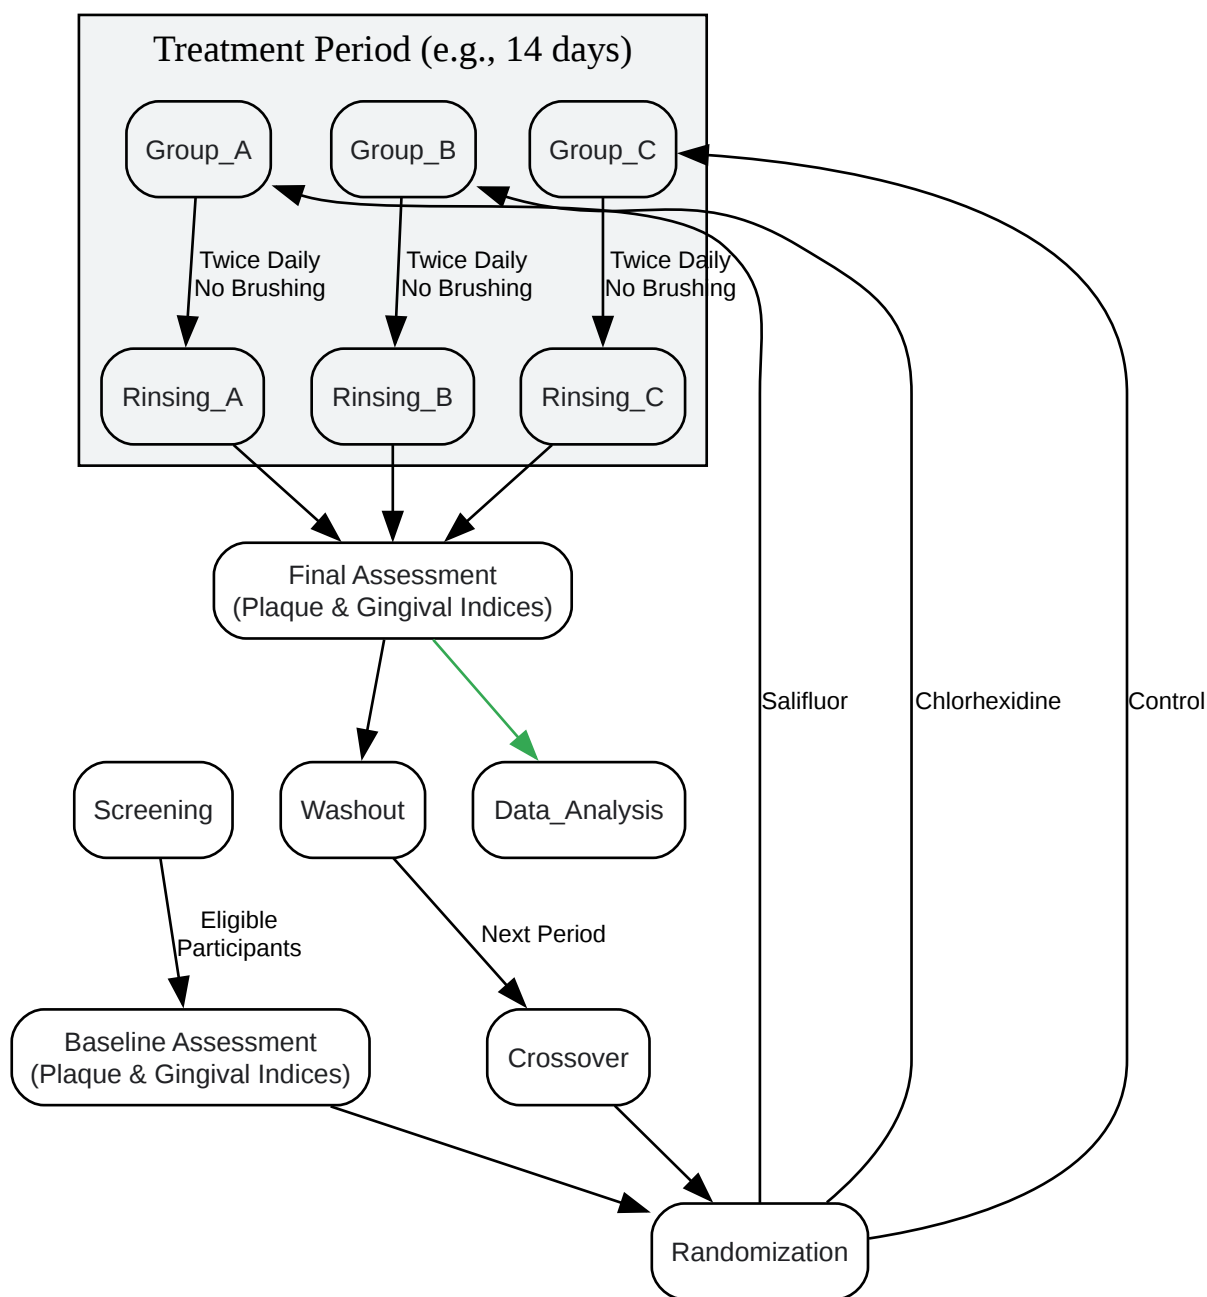 Treatment Period (e.g., 14 days)
Group_A
Group_B
Group_C
Twice Daily
No Brushing
Twice Daily
No Brushing
Twice Daily
No Brushing
Rinsing_A
Rinsing_B
Rinsing_C
Final Assessment
(Plaque & Gingival Indices)
Salifluor
Chlorhexidine
Control
Screening
Washout
Data_Analysis
Eligible
Participants
Next Period
Baseline Assessment
(Plaque & Gingival Indices)
Crossover
Randomization